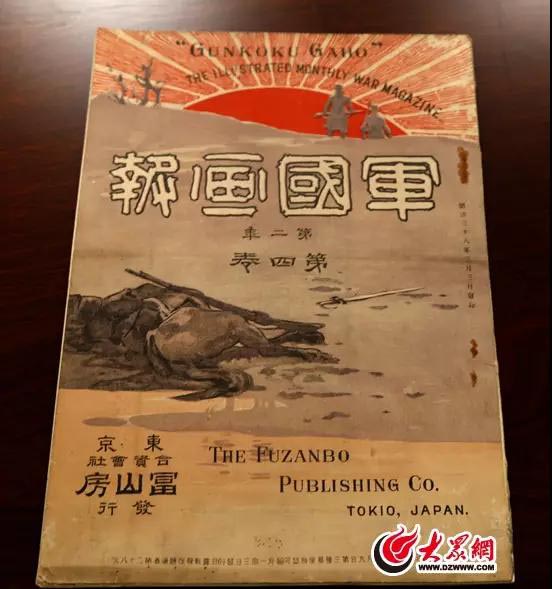 "GUNKOKU GAHO"
THE ILLUSTRATED MONTHLY WAR MAGAZINE.
軍國画報
第二年
第四巻
東京
合資會社
富山房
發行
THE FUZANBO
PUBLISHING CO.
TOKIO, JAPAN.
大眾網
WWW.DZWWW.COM